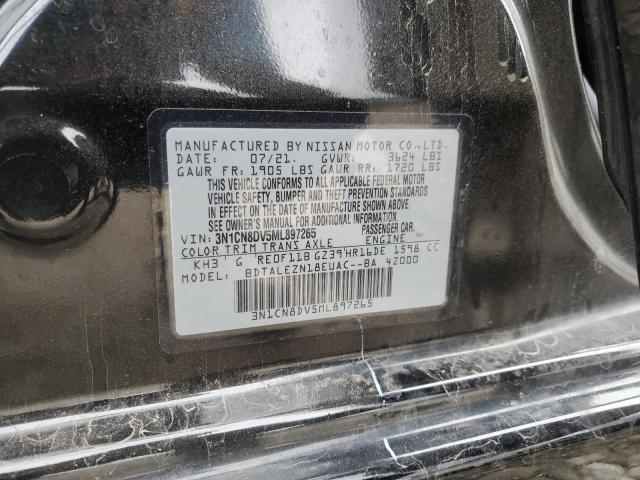 MANUFACTURED BY NISSAN MOTOR CO.,LTD.
DATE: 07/21. GVWR: 3624 LBS
GAWR FR: 1905 LBS GAWR RR: 1720 LBS
THIS VEHICLE CONFORMS TO ALL APPLICABLE FEDERAL MOTOR
VEHICLE SAFETY, BUMPER AND THEFT PREVENTION STANDARDS
IN EFFECT ON THE DATE OF MANUFACTURE SHOWN ABOVE.
SEE OWNER'S MANUAL FOR ADDITIONAL INFORMATION.
VIN: 3N1CN8DV5ML897265 PASSENGER CAR
COLOR TRIM TRANS AXLE ENGINE
KH3 G RE0F11B GZ39 HR16DE 1598 CC
MODEL: BDTALEZN18EUAC--BA 4Z000
3N1CN8DV5ML897265